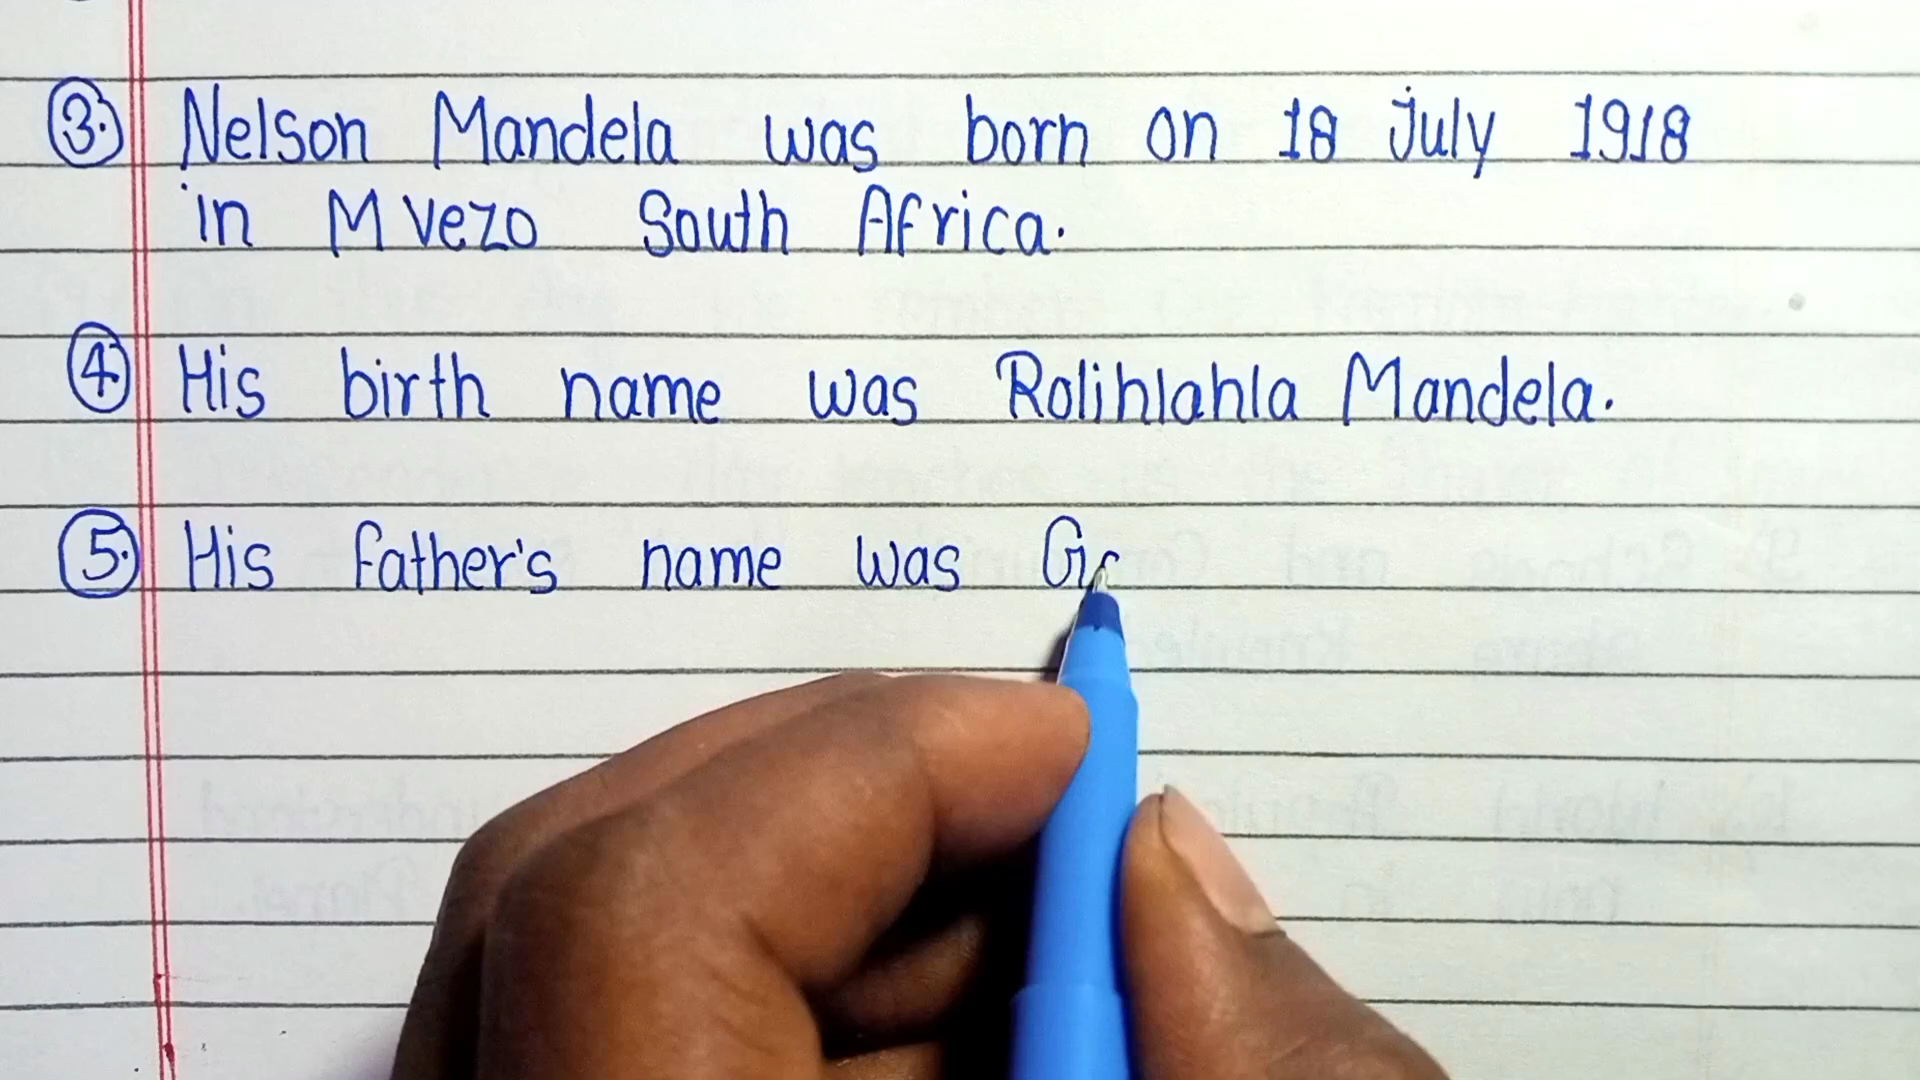 3. Nelson Mandela was born on 18 July 1918
in Mvezo South Africa.
4. His birth name was Rolihlahla Mandela.
5. His father's name was G